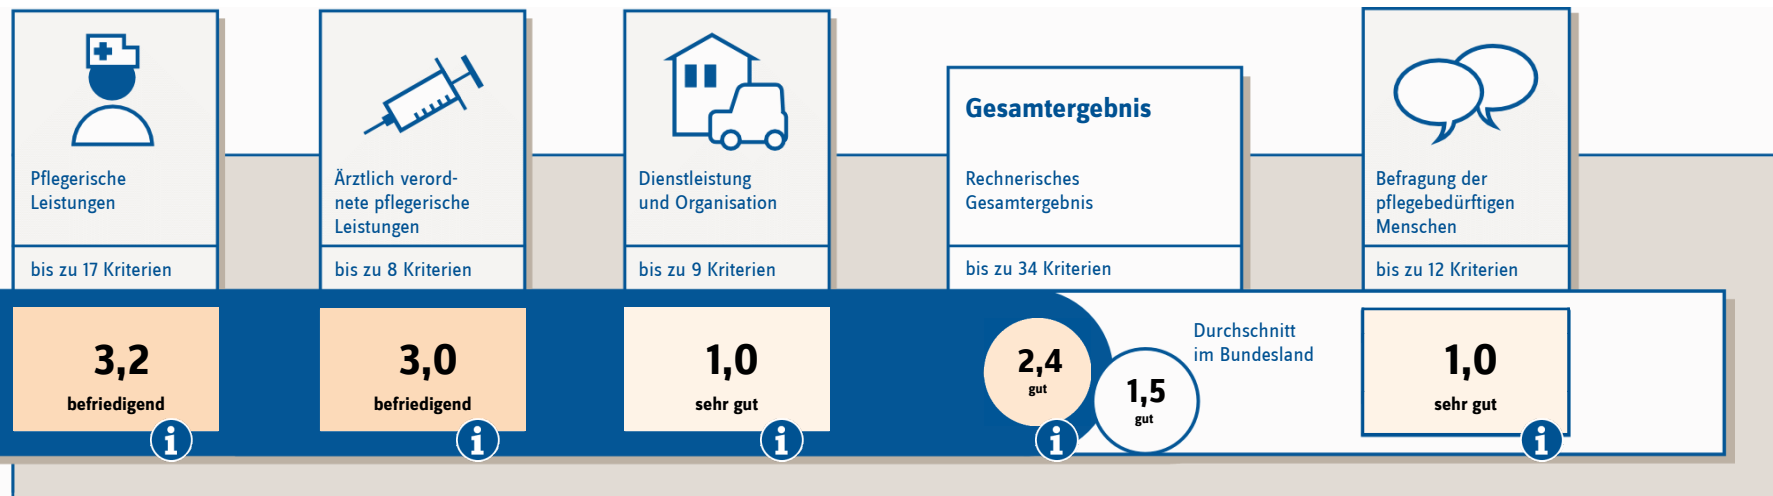 Pflegerische
Leistungen
bis zu 17 Kriterien
3,2
befriedigend
i
Ärztlich verord-
nete pflegerische
Leistungen
bis zu 8 Kriterien
3,0
befriedigend
i
Dienstleistung
und Organisation
bis zu 9 Kriterien
1,0
sehr gut
i
Gesamtergebnis
Rechnerisches
Gesamtergebnis
bis zu 34 Kriterien
2,4
gut
i
1,5
gut
Durchschnitt
im Bundesland
Befragung der
pflegebedürftigen
Menschen
bis zu 12 Kriterien
1,0
sehr gut
i